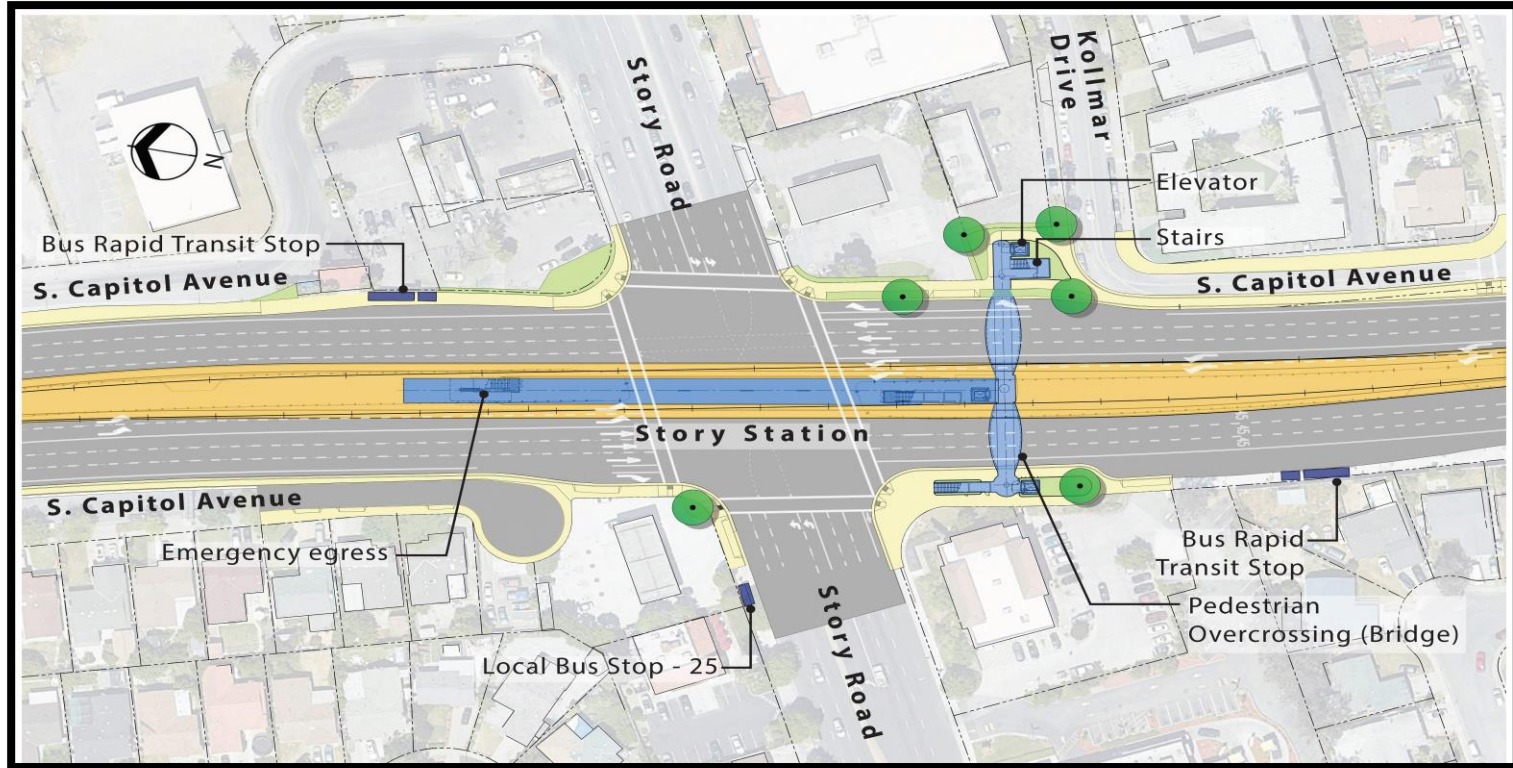 Story Road
Kollmar
Drive
Elevator
Stairs
N
Bus Rapid Transit Stop
S. Capitol Avenue
S. Capitol Avenue
Story Station
S. Capitol Avenue
Emergency egress
Bus Rapid
Transit Stop
Pedestrian
Overcrossing (Bridge)
Local Bus Stop - 25
Story Road